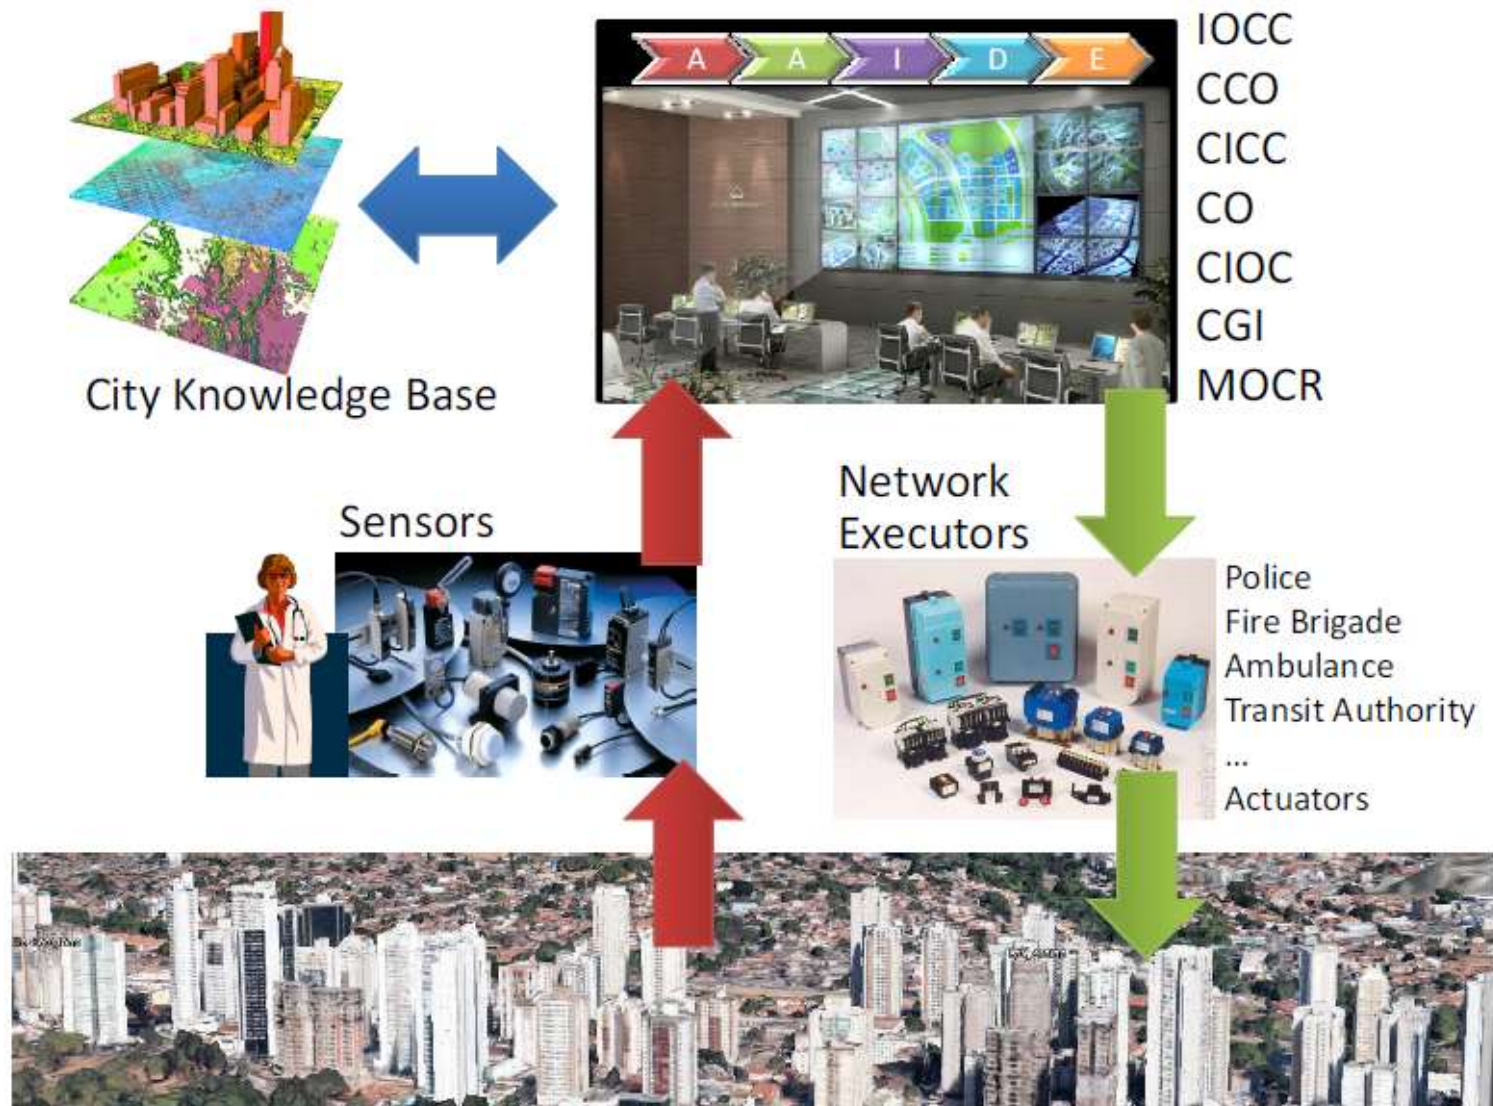 A A I D E
IOCC
CCO
CICC
CO
CIOC
CGI
MOCR
City Knowledge Base
Sensors
Network
Executors
Police
Fire Brigade
Ambulance
Transit Authority
...
Actuators